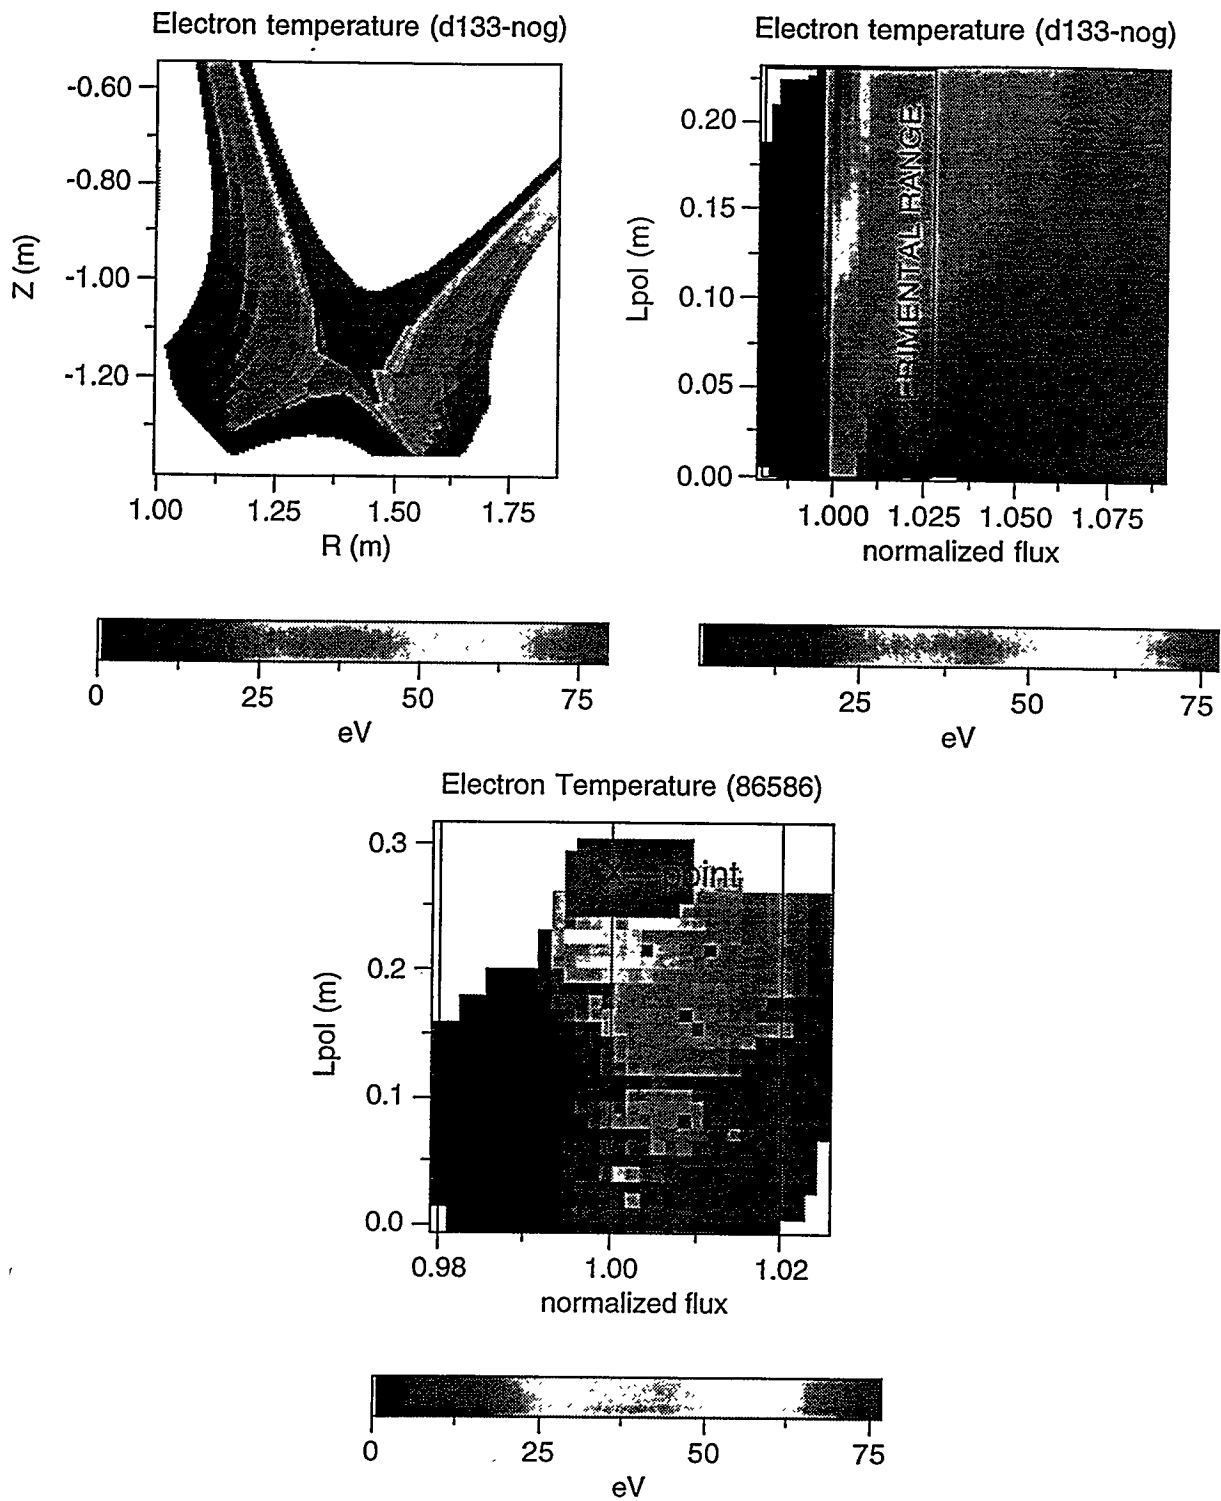 Electron temperature (d133-nog)
-0.60
-0.80
-1.00
-1.20
Z (m)
1.00 1.25 1.50 1.75
R (m)
0 25 50 75
eV
Electron temperature (d133-nog)
0.20
0.15
0.10
0.05
0.00
Lpol (m)
RIMENTAL RANGE
1.000 1.025 1.050 1.075
normalized flux
25 50 75
eV
Electron Temperature (86586)
0.3
0.2
0.1
0.0
Lpol (m)
X-point
0.98 1.00 1.02
normalized flux
0 25 50 75
eV